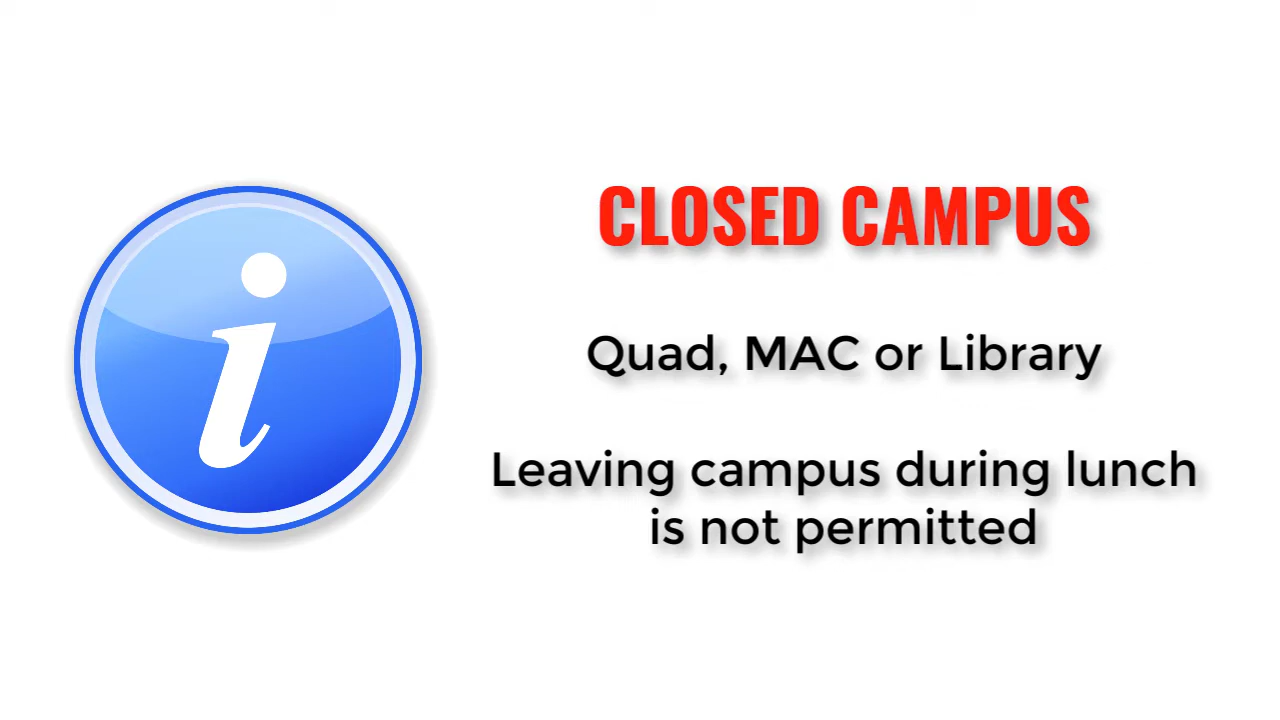 CLOSED CAMPUS
Quad, MAC or Library
Leaving campus during lunch
is not permitted